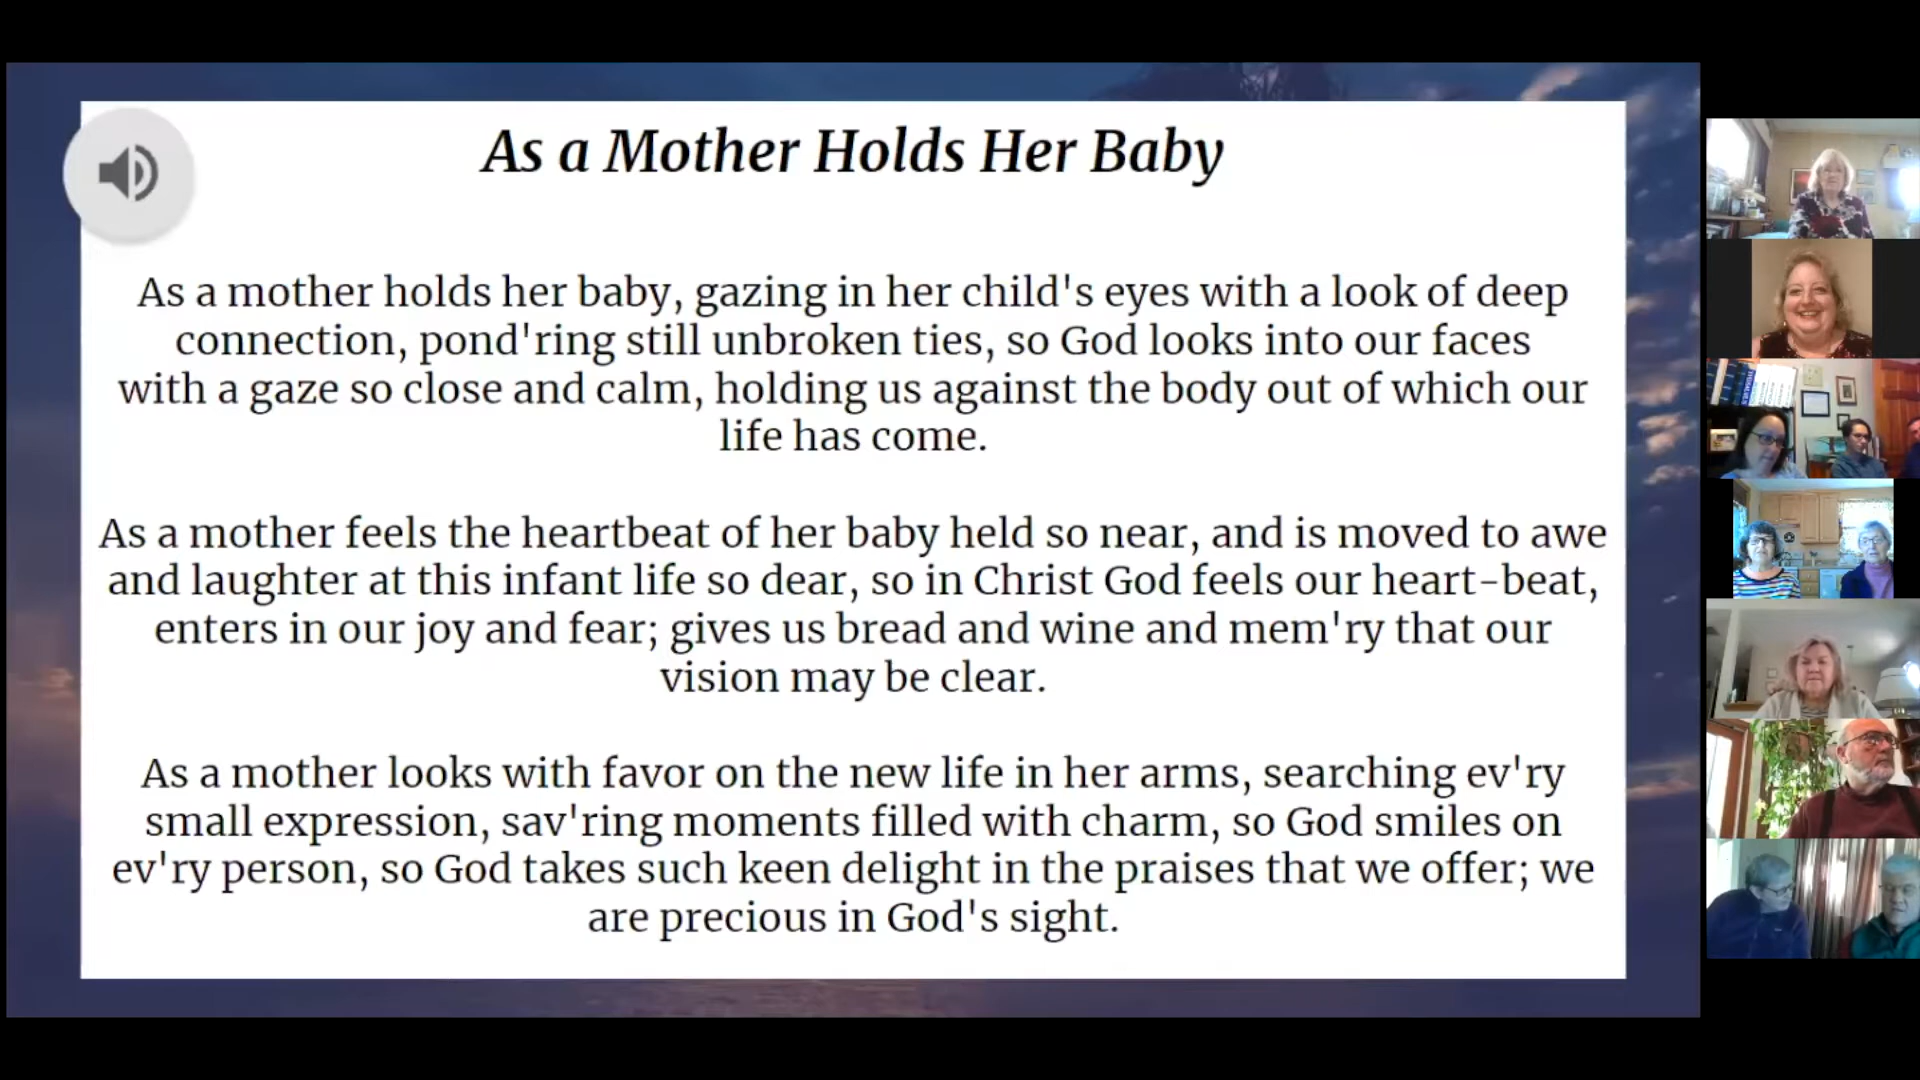 As a Mother Holds Her Baby
As a mother holds her baby, gazing in her child's eyes with a look of deep
connection, pond'ring still unbroken ties, so God looks into our faces
with a gaze so close and calm, holding us against the body out of which our
life has come.
As a mother feels the heartbeat of her baby held so near, and is moved to awe
and laughter at this infant life so dear, so in Christ God feels our heart-beat,
enters in our joy and fear; gives us bread and wine and mem'ry that our
vision may be clear.
As a mother looks with favor on the new life in her arms, searching ev'ry
small expression, sav'ring moments filled with charm, so God smiles on
ev'ry person, so God takes such keen delight in the praises that we offer; we
are precious in God's sight.